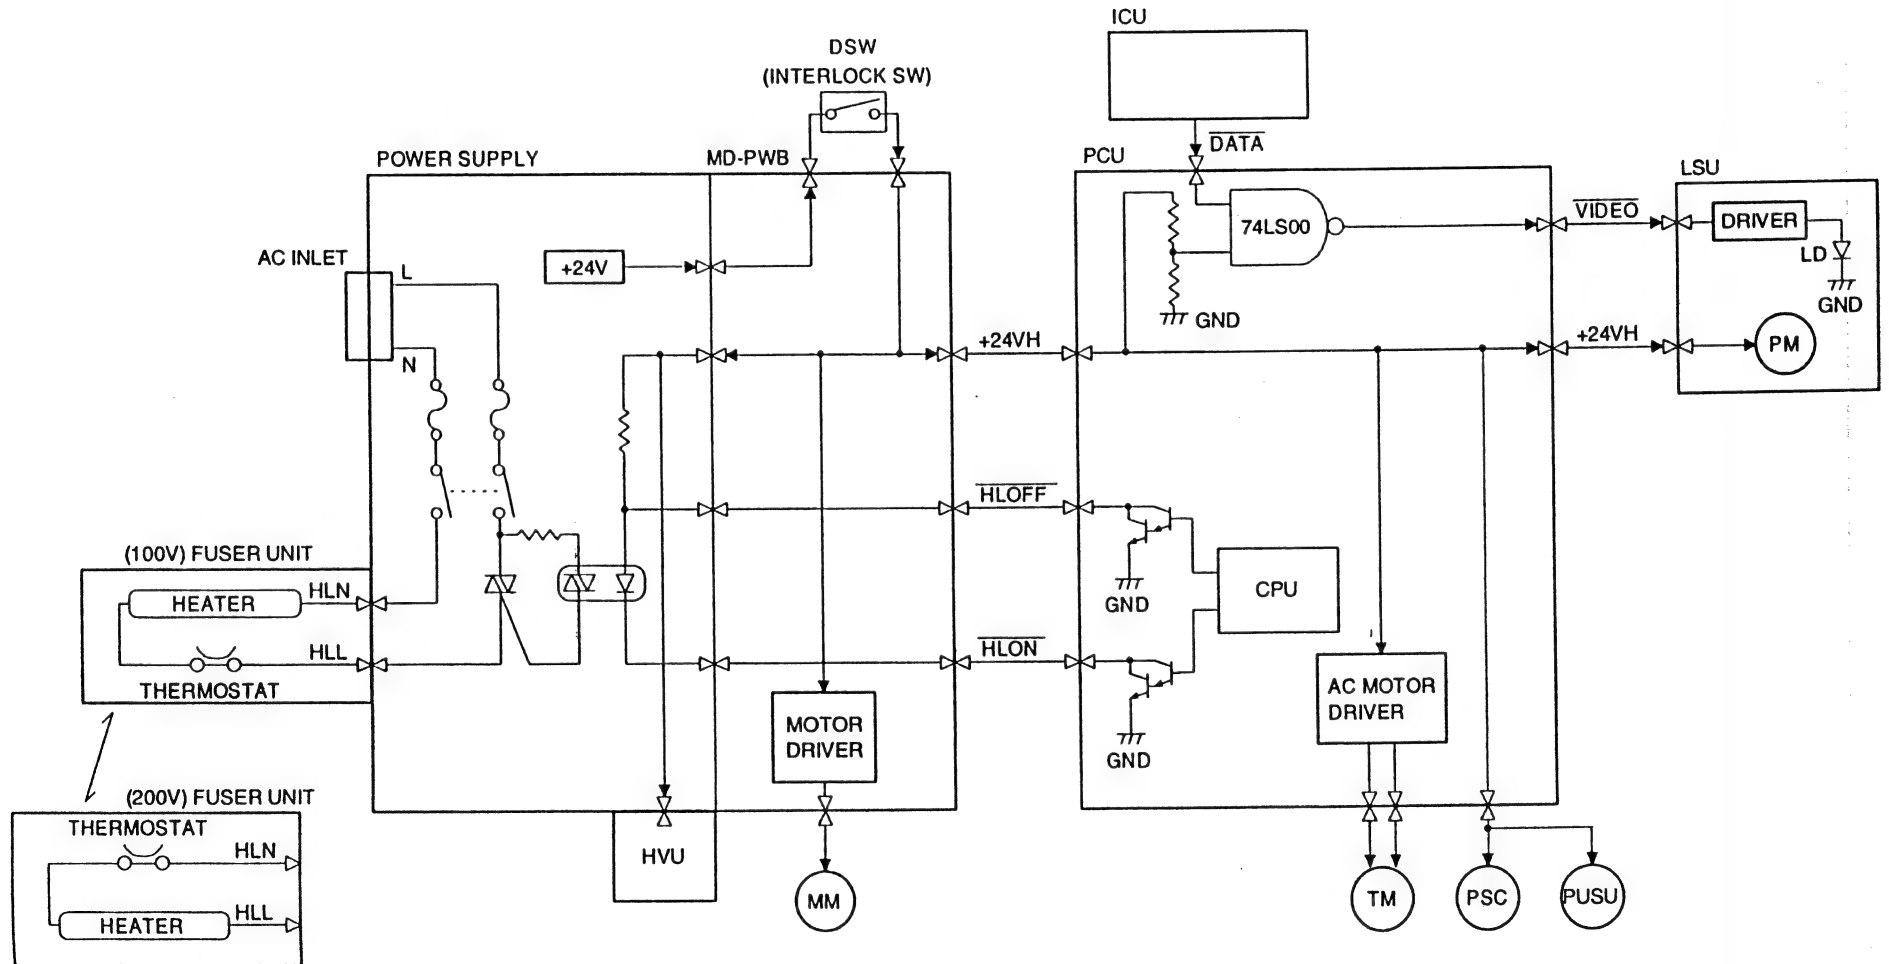 ICU
DSW
(INTERLOCK SW)
DATA
POWER SUPPLY
MD-PWB
PCU
LSU
74LS00
VIDEO
DRIVER
LD
GND
AC INLET
L
+24V
GND
N
+24VH
+24VH
PM
HLOFF
(100V) FUSER UNIT
HEATER
HLN
CPU
GND
HLL
THERMOSTAT
HLON
AC MOTOR
DRIVER
MOTOR
DRIVER
GND
(200V) FUSER UNIT
THERMOSTAT
HLN
HVU
HLL
HEATER
MM
TM
PSC
PUSU